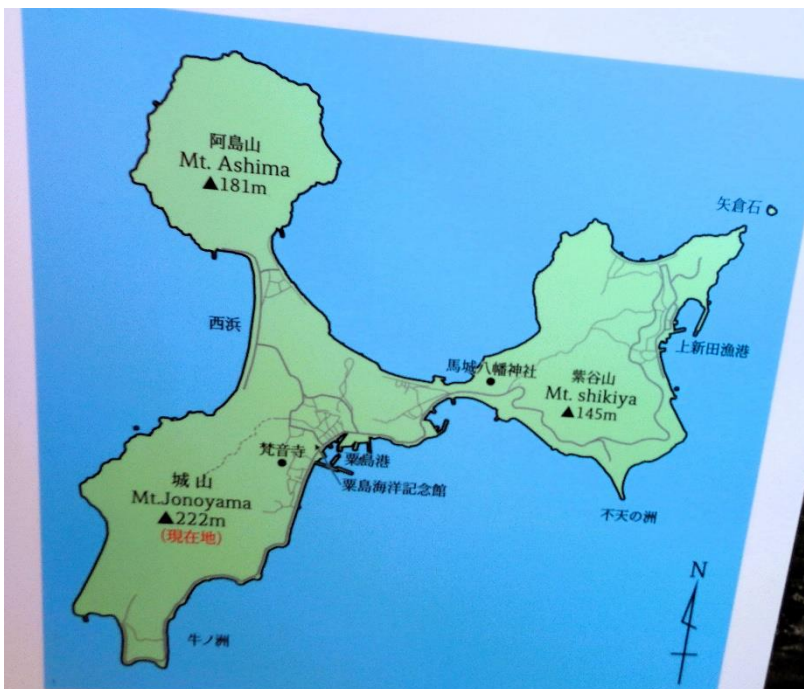 阿島山
Mt. Ashima
▲181m
矢倉石
西浜
上新田漁港
馬城八幡神社
紫谷山
Mt. shikiya
▲145m
梵音寺
粟島港
粟島海洋記念館
城山
Mt.Jonoyama
▲222m
(現在地)
不天の洲
牛ノ洲
N